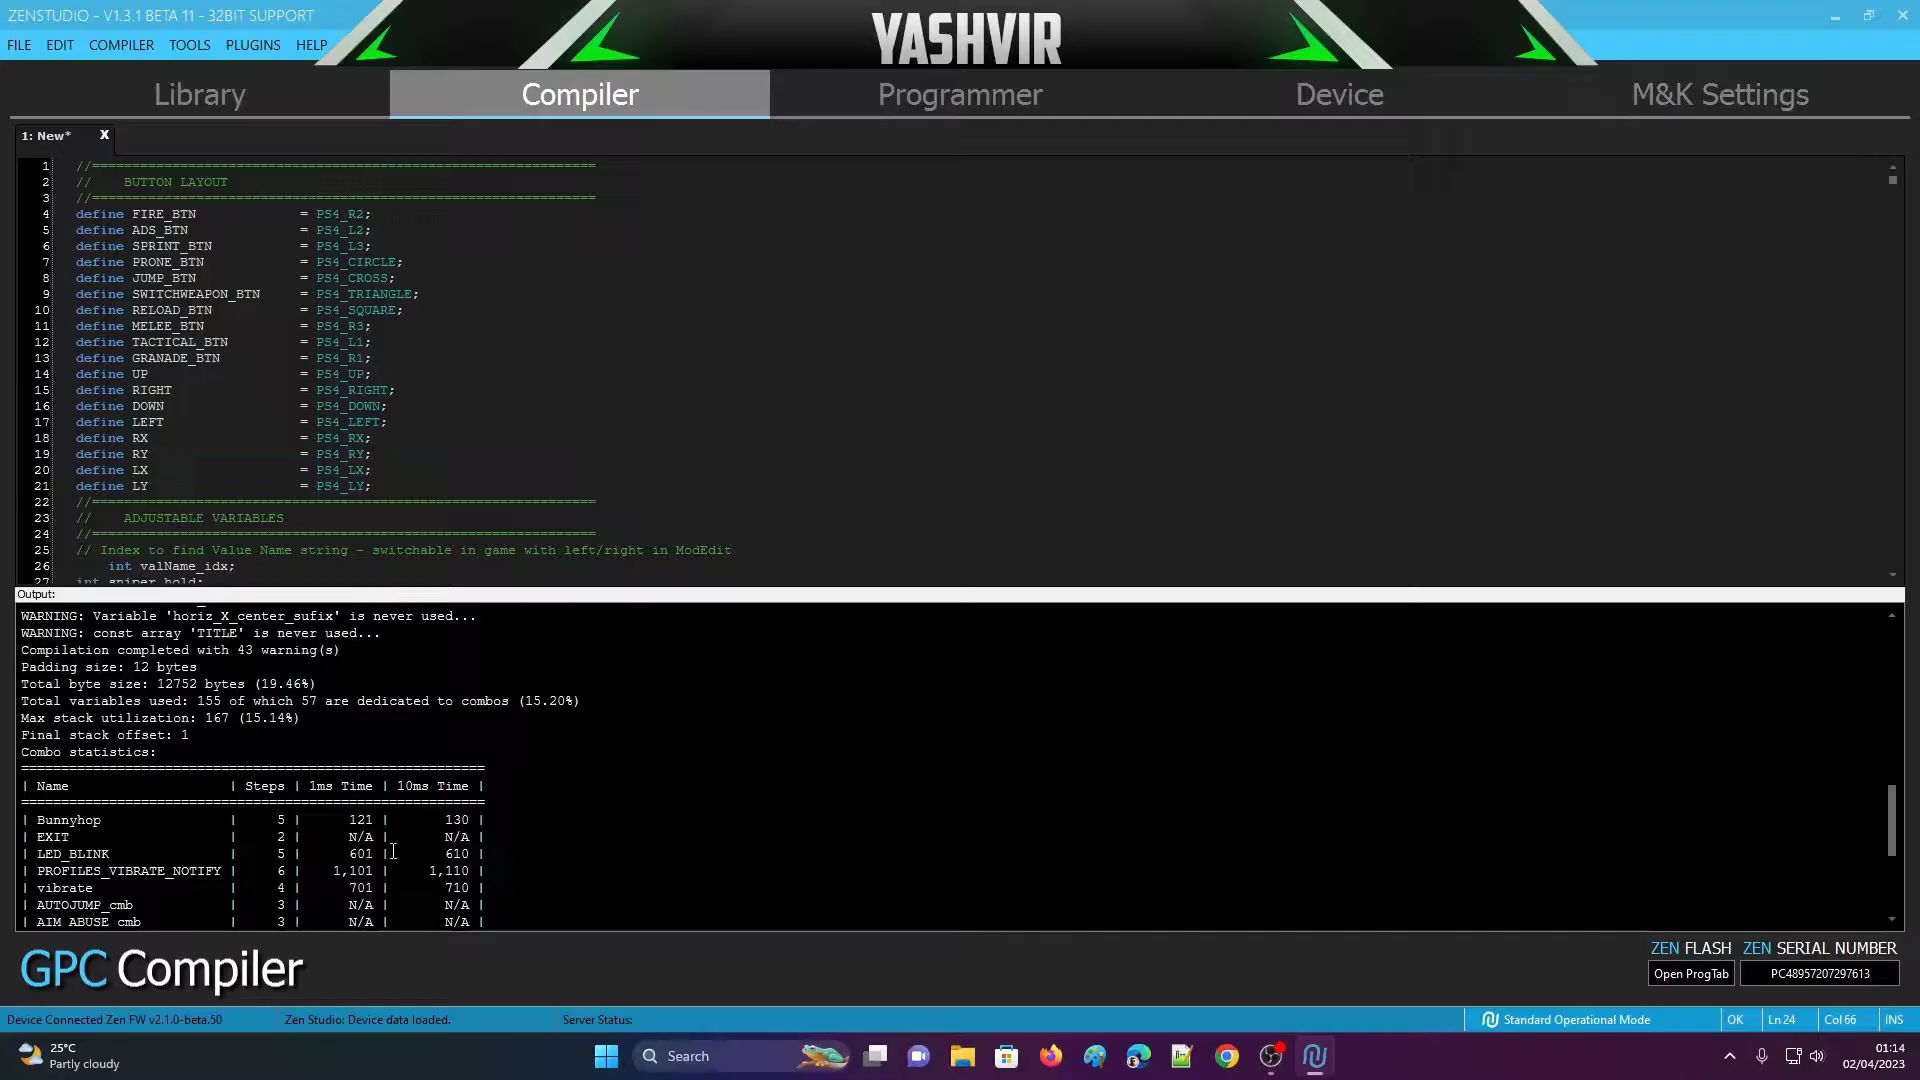 ZENSTUDIO - V1.3.1 BETA 11 - 32BIT SUPPORT
YASHVIR
FILE EDIT COMPILER TOOLS PLUGINS HELP
Library Compiler Programmer Device M&K Settings
1: New* X
1 //===============================================================
2 // BUTTON LAYOUT
3 //===============================================================
4 define FIRE_BTN = PS4_R2;
5 define ADS_BTN = PS4_L2;
6 define SPRINT_BTN = PS4_L3;
7 define PRONE_BTN = PS4_CIRCLE;
8 define JUMP_BTN = PS4_CROSS;
9 define SWITCHWEAPON_BTN = PS4_TRIANGLE;
10 define RELOAD_BTN = PS4_SQUARE;
11 define MELEE_BTN = PS4_R3;
12 define TACTICAL_BTN = PS4_L1;
13 define GRANADE_BTN = PS4_R1;
14 define UP = PS4_UP;
15 define RIGHT = PS4_RIGHT;
16 define DOWN = PS4_DOWN;
17 define LEFT = PS4_LEFT;
18 define RX = PS4_RX;
19 define RY = PS4_RY;
20 define LX = PS4_LX;
21 define LY = PS4_LY;
22 //===============================================================
23 // ADJUSTABLE VARIABLES
24 //===============================================================
25 // Index to find Value Name string - switchable in game with left/right in ModEdit
26 int valName_idx;
27 int sniper_hold;
Output:
WARNING: Variable 'horiz_X_center_sufix' is never used...
WARNING: const array 'TITLE' is never used...
Compilation completed with 43 warning(s)
Padding size: 12 bytes
Total byte size: 12752 bytes (19.46%)
Total variables used: 155 of which 57 are dedicated to combos (15.20%)
Max stack utilization: 167 (15.14%)
Final stack offset: 1
Combo statistics:
==========================================================
| Name | Steps | 1ms Time | 10ms Time |
==========================================================
| Bunnyhop | 5 | 121 | 130 |
| EXIT | 2 | N/A | N/A |
| LED_BLINK | 5 | 601 | 610 |
| PROFILES_VIBRATE_NOTIFY | 6 | 1,101 | 1,110 |
| vibrate | 4 | 701 | 710 |
| AUTOJUMP_cmb | 3 | N/A | N/A |
| AIM_ABUSE_cmb | 3 | N/A | N/A |
GPC Compiler
ZEN FLASH ZEN SERIAL NUMBER
Open ProgTab PC48957207297613
Device Connected Zen FW v2.1.0-beta.50 Zen Studio: Device data loaded. Server Status: Standard Operational Mode OK Ln 24 Col 66 INS
25°C
Partly cloudy
Search
01:14
02/04/2023